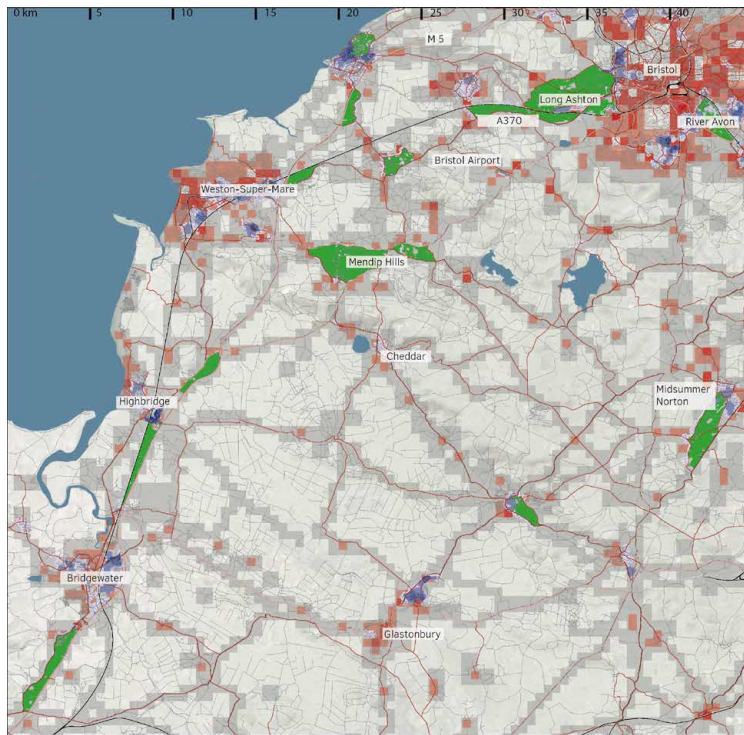 0 km 5 10 15 20 25 30 35 40
M 5
Bristol
Long Ashton
A370
River Avon
Bristol Airport
Weston-Super-Mare
Mendip Hills
Cheddar
Midsummer
Norton
Highbridge
Bridgewater
Glastonbury